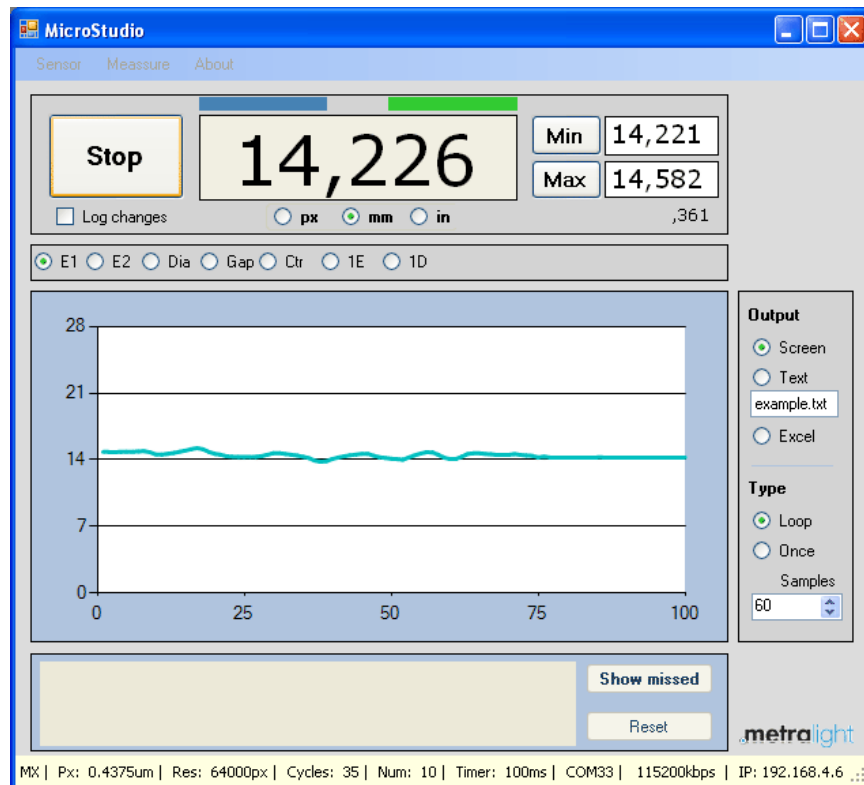 MicroStudio
Sensor Meassure About
Stop
14,226
Min 14,221
Max 14,582
Log changes
px mm in
,361
E1 E2 Dia Gap Ctr 1E 1D
28
21
14
7
0
0 25 50 75 100
Output
Screen
Text
example.txt
Excel
Type
Loop
Once
Samples
60
Show missed
Reset
metralight
MX | Px: 0.4375um | Res: 64000px | Cycles: 35 | Num: 10 | Timer: 100ms | COM33 | 115200kbps | IP: 192.168.4.6